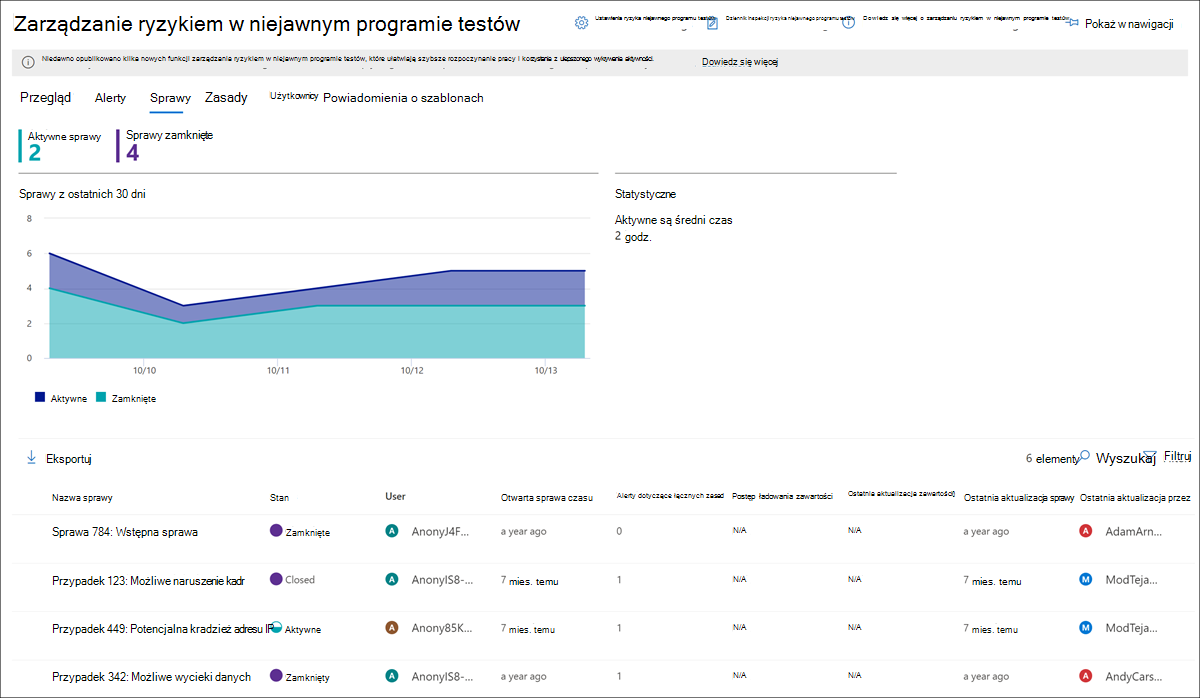 Zarządzanie ryzykiem w niejawnym programie testów
Ustawienia ryzyka niejawnego programu testów
Dziennik inspekcji ryzyka niejawnego programu testów
Dowiedz się więcej o zarządzaniu ryzykiem w niejawnym programie testów
Pokaż w nawigacji
Niedawno opublikowano kilka nowych funkcji zarządzania ryzykiem w niejawnym programie testów, które ułatwiają szybsze rozpoczynanie pracy i korzystanie z ulepszonego wykrywania aktywności. Dowiedz się więcej
Przegląd Alerty Sprawy Zasady Użytkownicy Powiadomienia o szablonach
Aktywne sprawy Sprawy zamknięte
2 4
Sprawy z ostatnich 30 dni
Statystyczne
Aktywne są średni czas
2 godz.
8
6
4
2
0
10/10 10/11 10/12 10/13
Aktywne Zamknięte
Eksportuj 6 elementy Wyszukaj Filtruj
Nazwa sprawy Stan User Otwarta sprawa czasu Alerty dotyczące łącznych zasad Postęp ładowania zawartości Ostatnia aktualizacja zawartości Ostatnia aktualizacja sprawy Ostatnia aktualizacja przez
Sprawa 784: Wstępna sprawa Zamknięte A AnonyJ4F... a year ago 0 N/A N/A a year ago A AdamArn...
Przypadek 123: Możliwe naruszenie kadr Closed A AnonyIS8-... 7 mies. temu 1 N/A N/A 7 mies. temu M ModTeja...
Przypadek 449: Potencjalna kradzież adresu IP Aktywne A Anony85K... 7 mies. temu 1 N/A N/A 7 mies. temu M ModTeja...
Przypadek 342: Możliwe wycieki danych Zamknięty A AnonyIS8-... a year ago 1 N/A N/A a year ago A AndyCars...